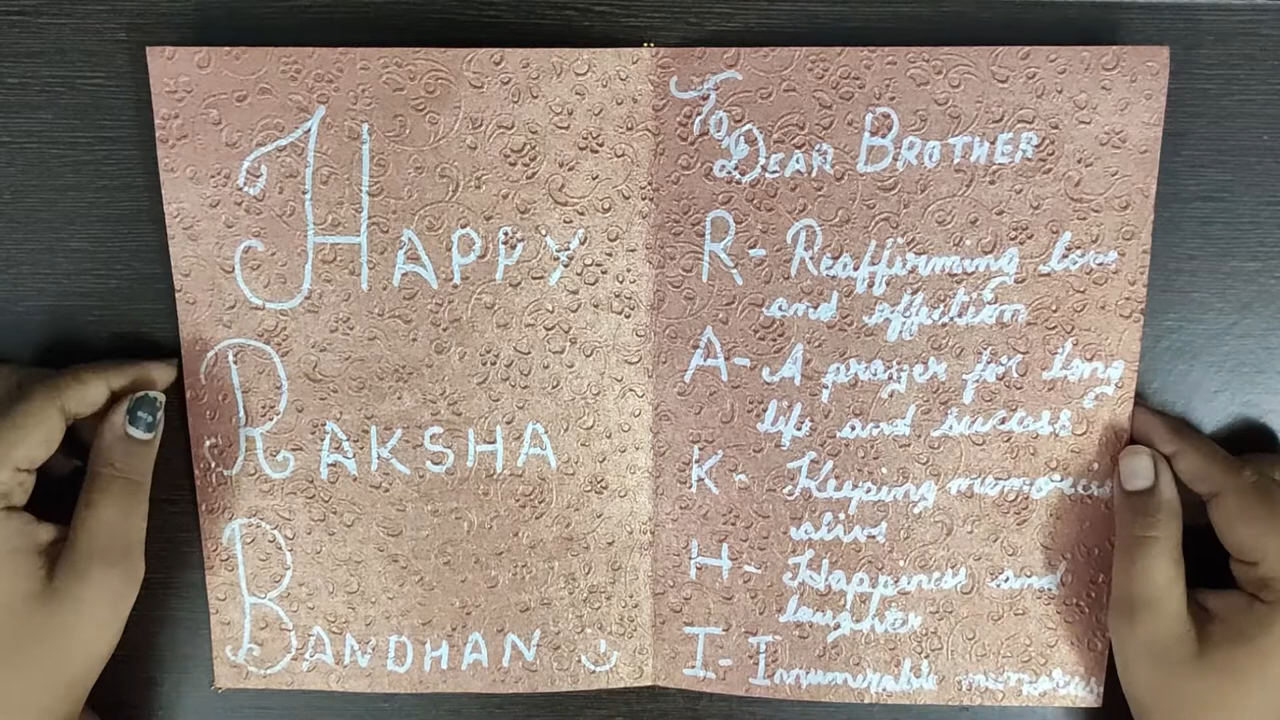 HAPPY
RAKSHA
BANDHAN
To,
DEAR BROTHER
R- Reaffirming love
and affection
A- A prayer for long
life and success
K- Keeping memories
alive
H- Happiness and
laughter
I- Innumerable memories